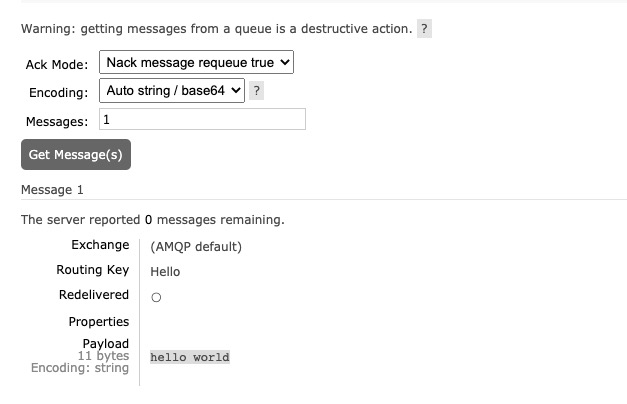 Warning: getting messages from a queue is a destructive action. ?
Ack Mode: Nack message requeue true
Encoding: Auto string / base64 ?
Messages: 1
Get Message(s)
Message 1
The server reported 0 messages remaining.
Exchange (AMQP default)
Routing Key Hello
Redelivered
Properties
Payload
11 bytes
hello world
Encoding: string